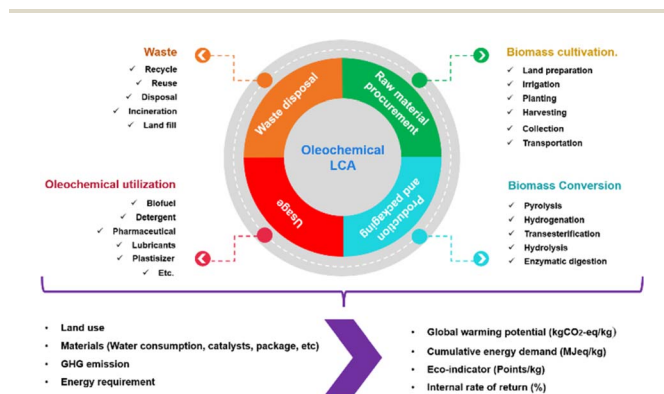 Waste
Recycle
Reuse
Disposal
Incineration
Land fill
Biomass cultivation.
Land preparation
Irrigation
Planting
Harvesting
Collection
Transportation
Waste disposal
Raw material
procurement
Oleochemical
LCA
Usage
Production
and packaging
Oleochemical utilization
Biofuel
Detergent
Pharmaceutical
Lubricants
Plastisizer
Etc.
Biomass Conversion
Pyrolysis
Hydrogenation
Transesterification
Hydrolysis
Enzymatic digestion
Land use
Materials (Water consumption, catalysts, package, etc)
GHG emission
Energy requirement
Global warming potential (kgCO2-eq/kg)
Cumulative energy demand (MJeq/kg)
Eco-indicator (Points/kg)
Internal rate of return (%)